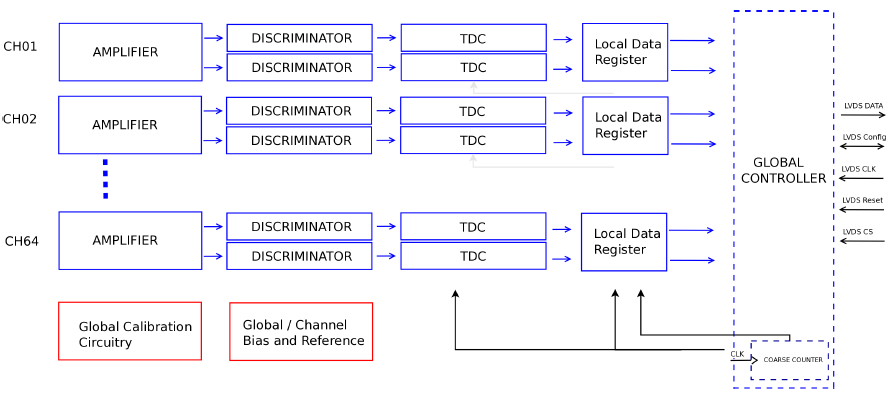 CH01
AMPLIFIER
DISCRIMINATOR
TDC
DISCRIMINATOR
TDC
Local Data
Register
CH02
AMPLIFIER
DISCRIMINATOR
TDC
DISCRIMINATOR
TDC
Local Data
Register
CH64
AMPLIFIER
DISCRIMINATOR
TDC
DISCRIMINATOR
TDC
Local Data
Register
Global Calibration
Circuitry
Global / Channel
Bias and Reference
GLOBAL
CONTROLLER
CLK
COARSE COUNTER
LVDS DATA
LVDS Config
LVDS CLK
LVDS Reset
LVDS CS